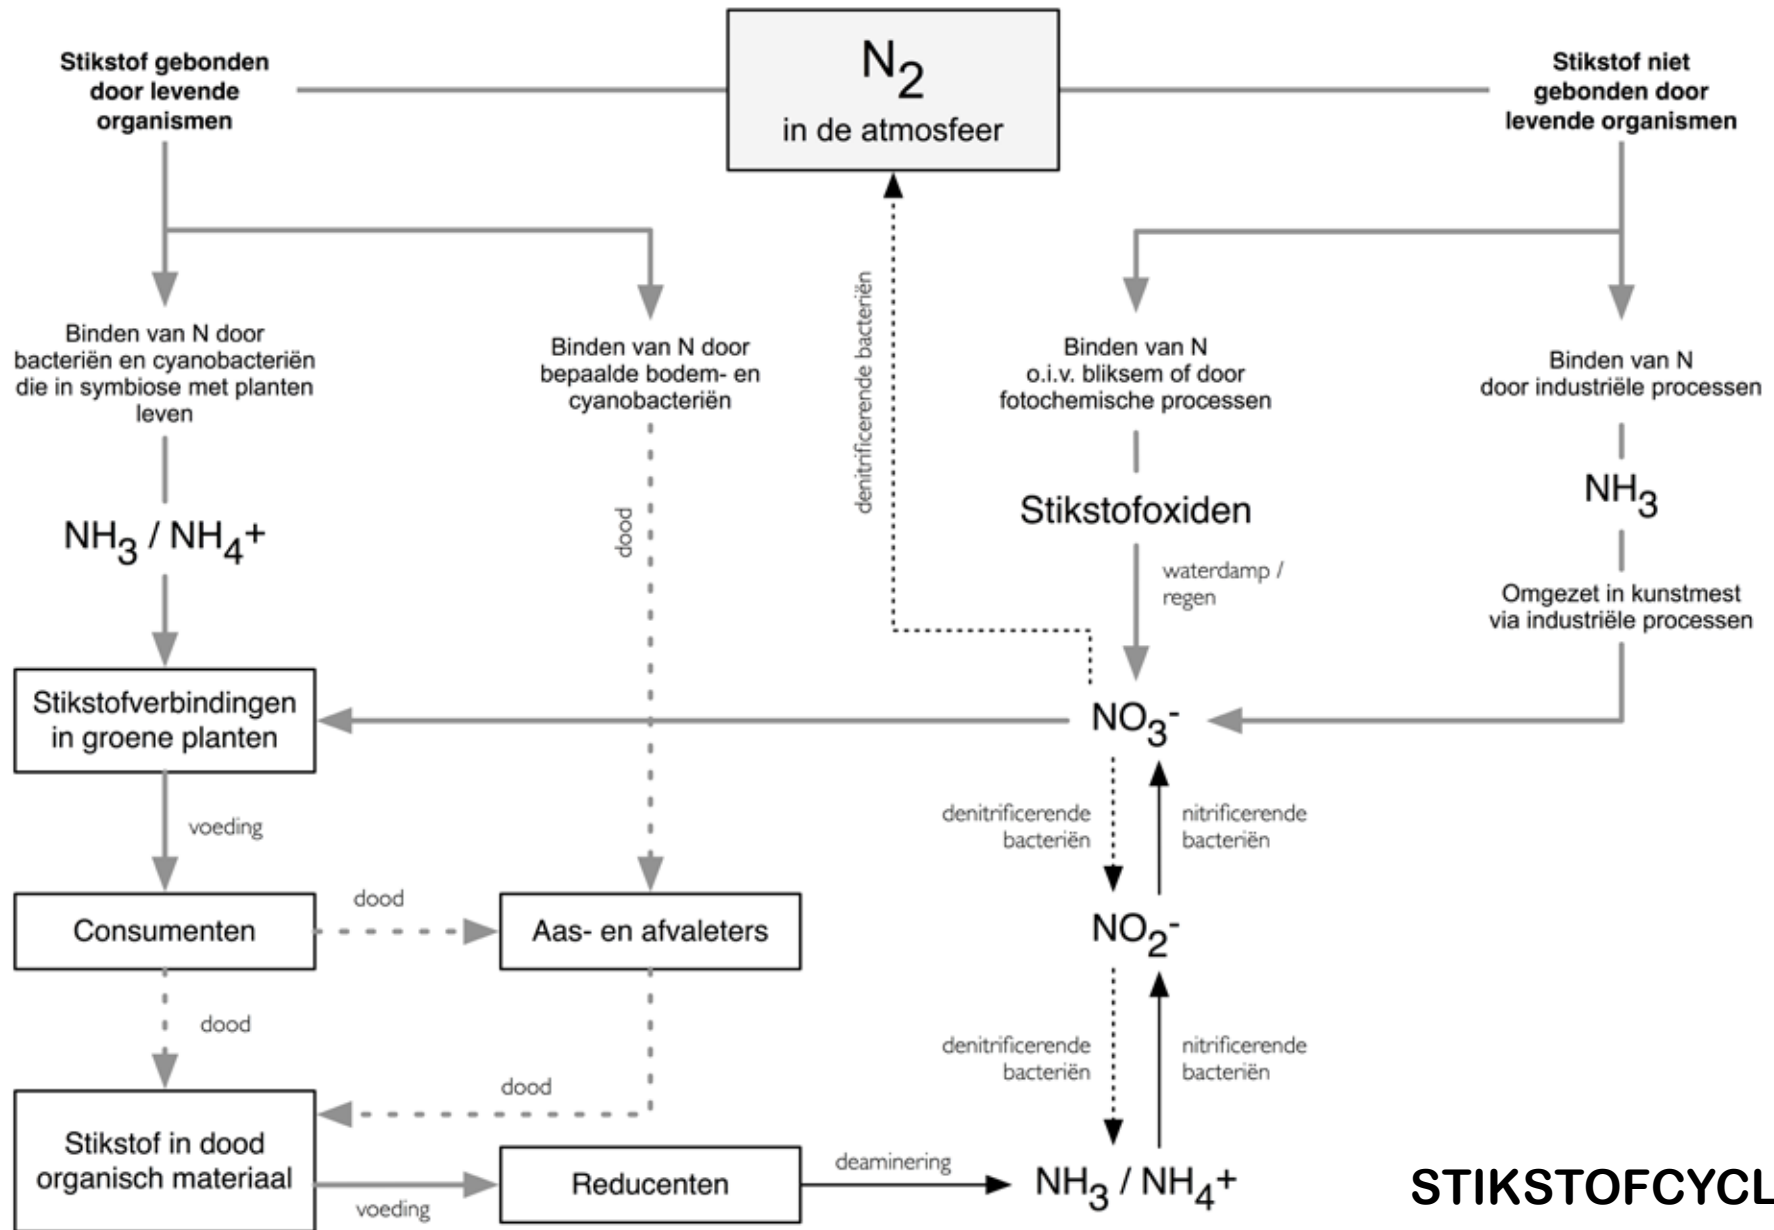 N2
in de atmosfeer
Stikstof gebonden
door levende
organismen
Stikstof niet
gebonden door
levende organismen
Binden van N door
bacteriën en cyanobacteriën
die in symbiose met planten
leven
Binden van N door
bepaalde bodem- en
cyanobacteriën
denitrificerende bacteriën
Binden van N
o.i.v. bliksem of door
fotochemische processen
Binden van N
door industriële processen
NH3 / NH4+
dood
Stikstofoxiden
NH3
waterdamp /
regen
Omgezet in kunstmest
via industriële processen
Stikstofverbindingen
in groene planten
NO3-
voeding
denitrificerende
bacteriën
nitrificerende
bacteriën
Consumenten
dood
Aas- en afvaleters
NO2-
dood
denitrificerende
bacteriën
nitrificerende
bacteriën
dood
Stikstof in dood
organisch materiaal
voeding
Reducenten
deaminering
NH3 / NH4+
STIKSTOFCYCL